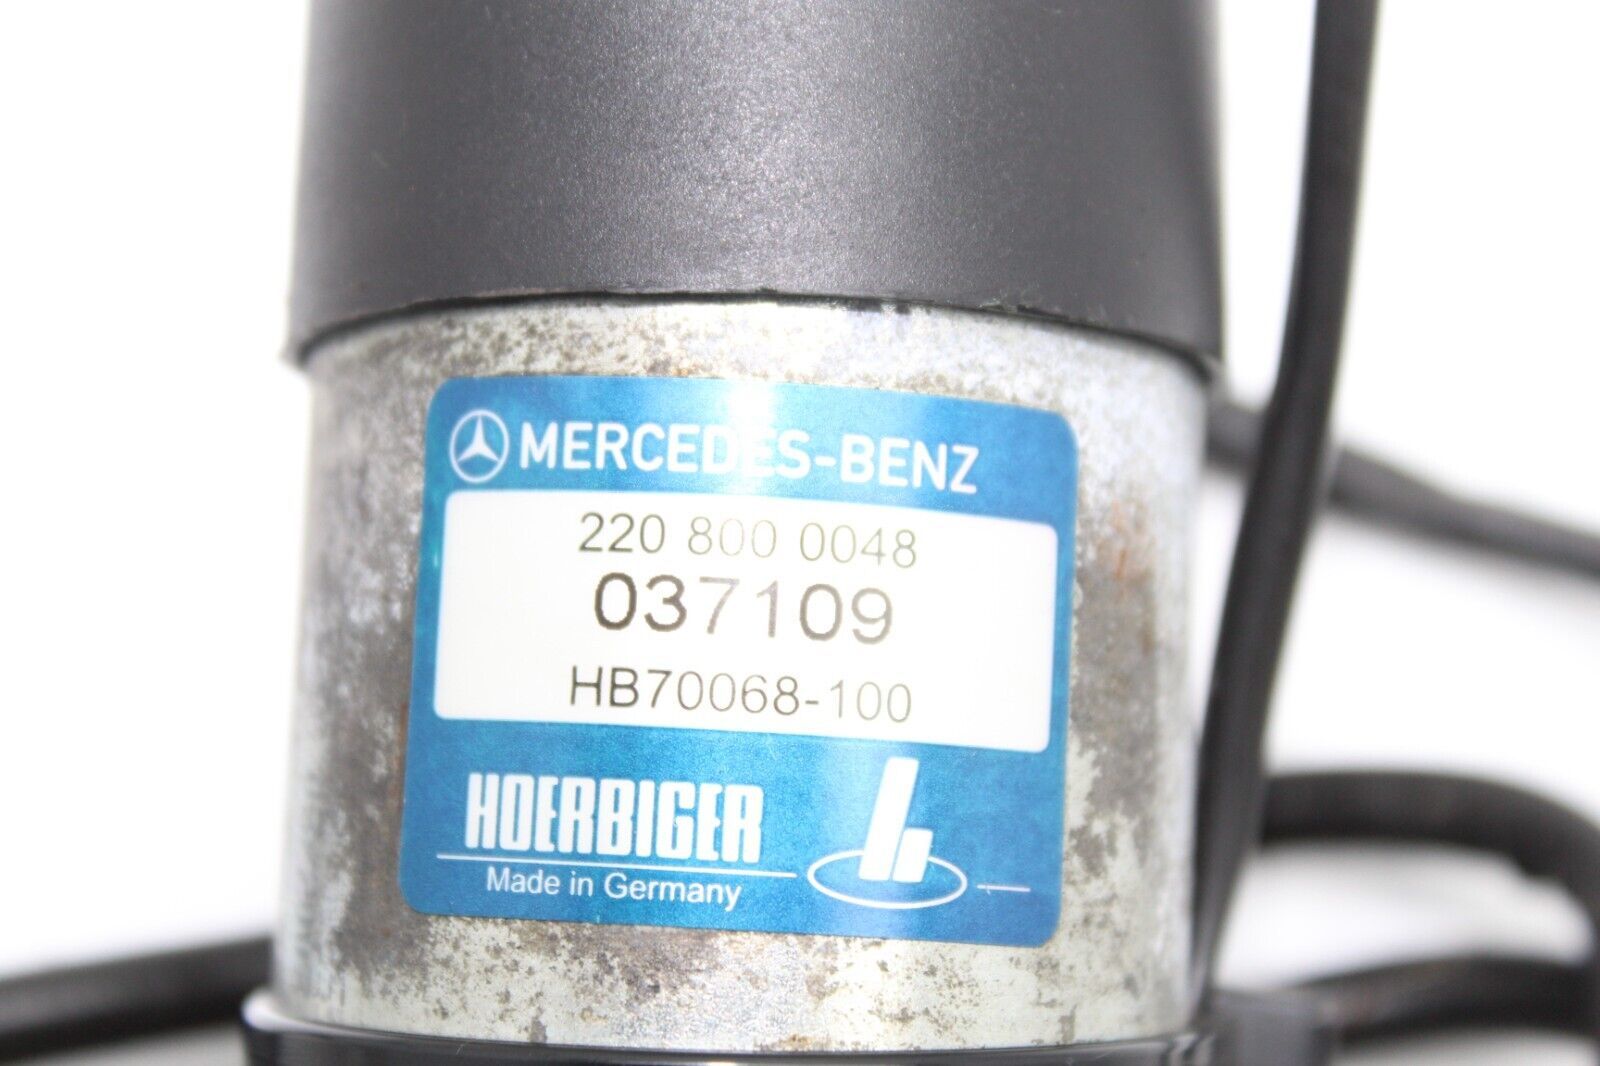 MERCEDES-BENZ
220 800 0048
037109
HB70068-100
HOERBIGER
Made in Germany